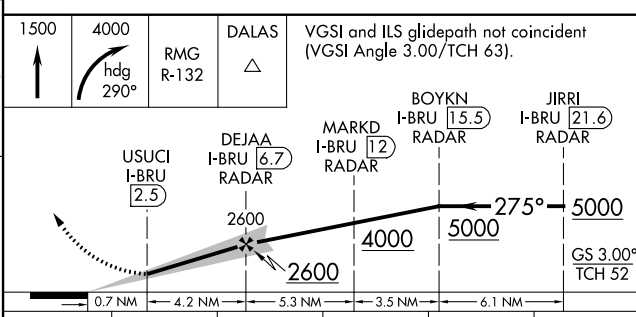 1500
4000
hdg
290°
RMG
R-132
DALAS
VGSI and ILS glidepath not coincident
(VGSI Angle 3.00/TCH 63).
USUCI
I-BRU
2.5
DEJAA
I-BRU 6.7
RADAR
MARKD
I-BRU 12
RADAR
BOYKN
I-BRU 15.5
RADAR
JIRRI
I-BRU 21.6
RADAR
2600
2600
4000
5000
275°
5000
GS 3.00°
TCH 52
0.7 NM
4.2 NM
5.3 NM
3.5 NM
6.1 NM